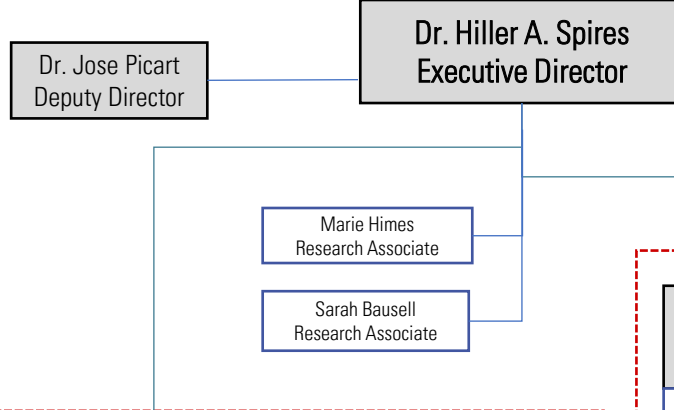 Dr. Hiller A. Spires
Executive Director
Dr. Jose Picart
Deputy Director
Marie Himes
Research Associate
Sarah Bausell
Research Associate